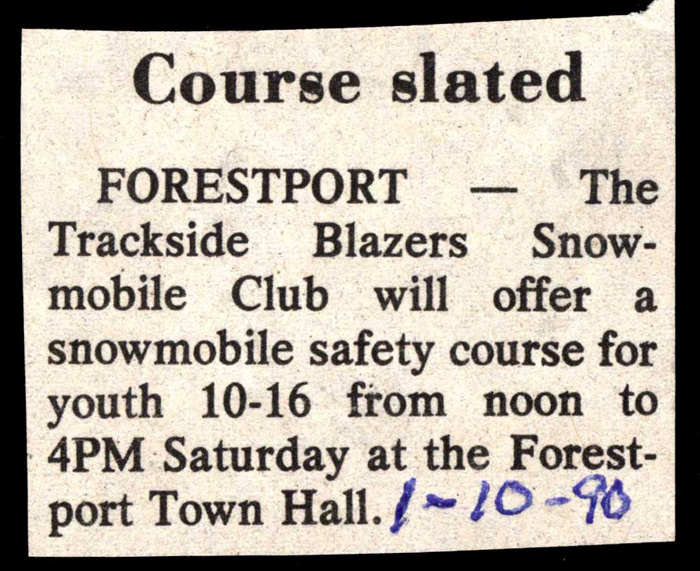 Course slated
FORESTPORT — The
Trackside Blazers Snow-
mobile Club will offer a
snowmobile safety course for
youth 10-16 from noon to
4PM Saturday at the Forest-
port Town Hall. 1-10-90